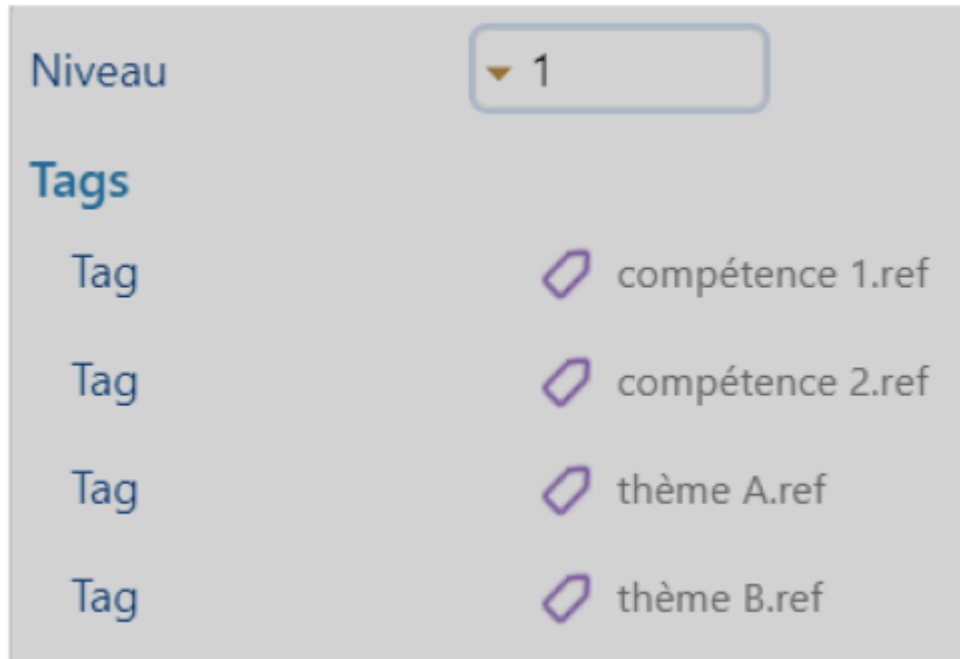 Niveau 1
Tags
Tag compétence 1.ref
Tag compétence 2.ref
Tag thème A.ref
Tag thème B.ref